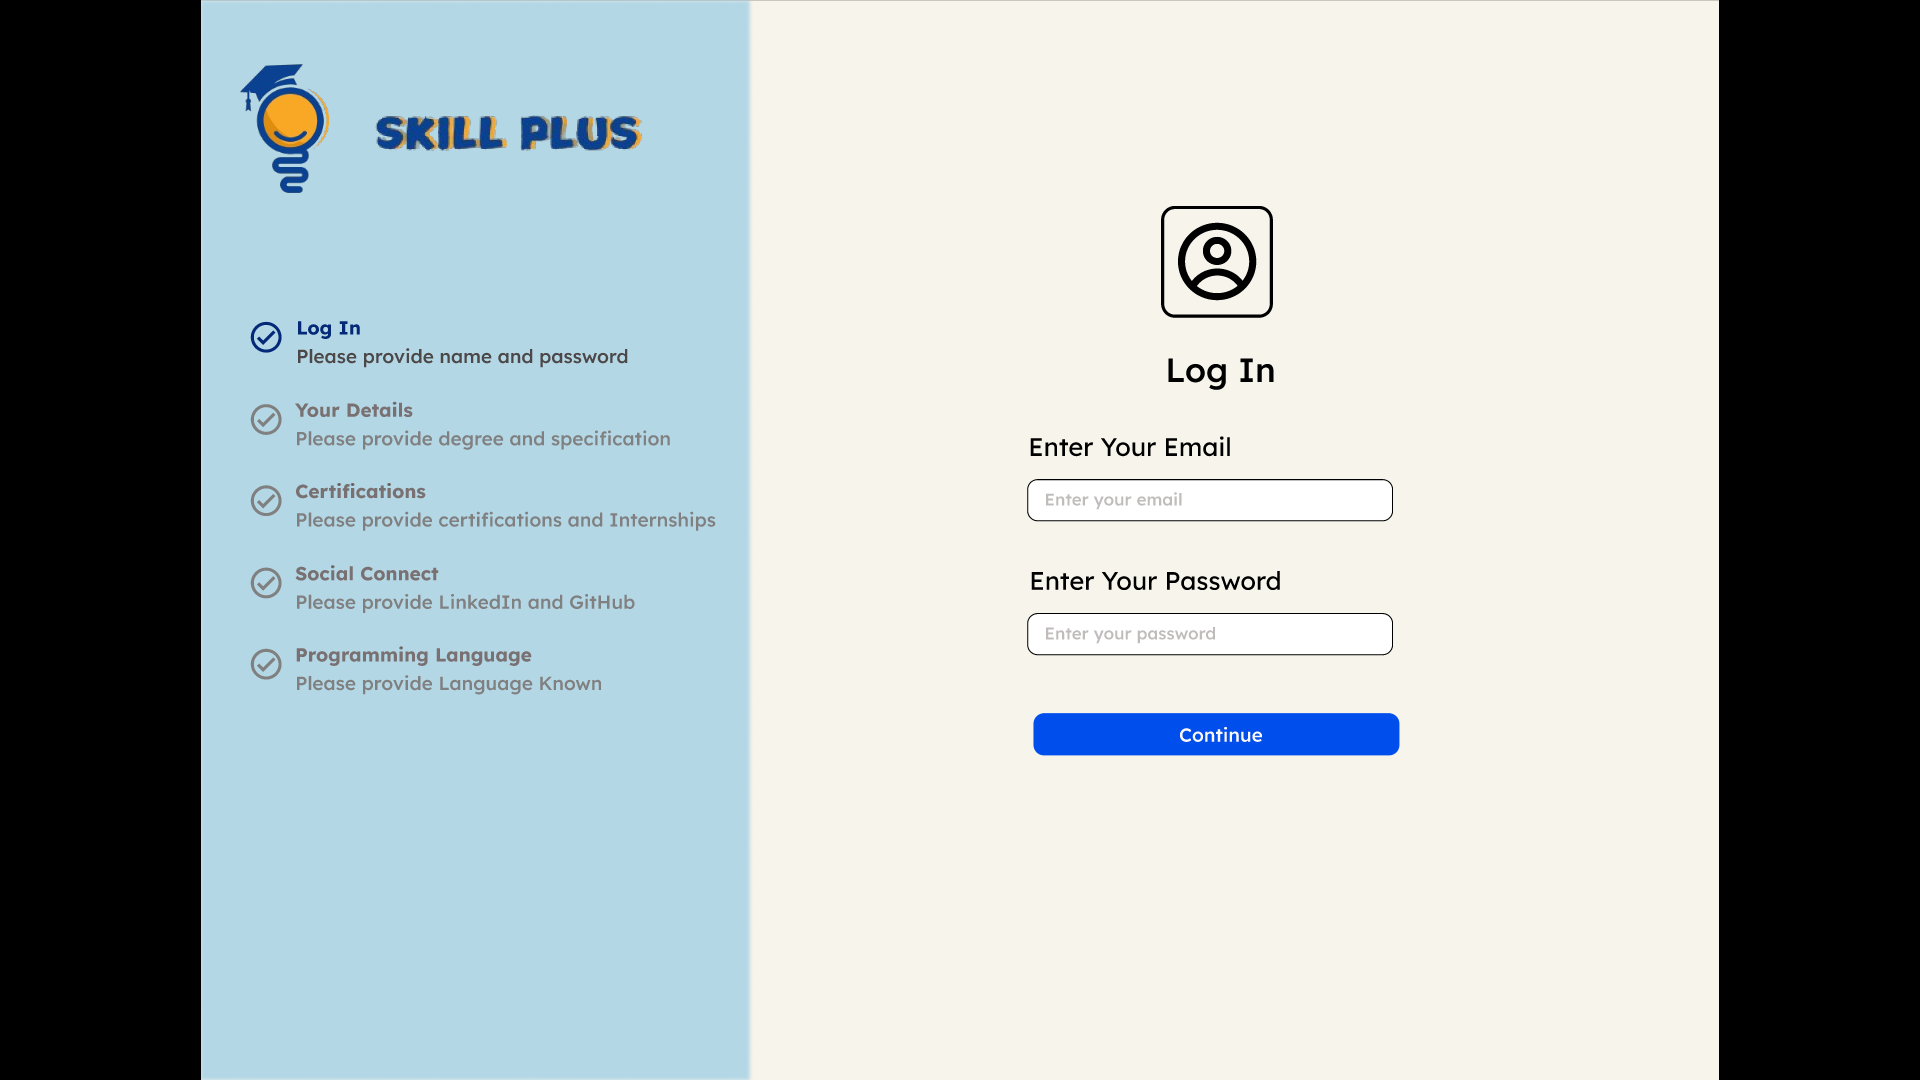 SKILL PLUS
Log In
Please provide name and password
Your Details
Please provide degree and specification
Certifications
Please provide certifications and Internships
Social Connect
Please provide LinkedIn and GitHub
Programming Language
Please provide Language Known
Log In
Enter Your Email
Enter your email
Enter Your Password
Enter your password
Continue